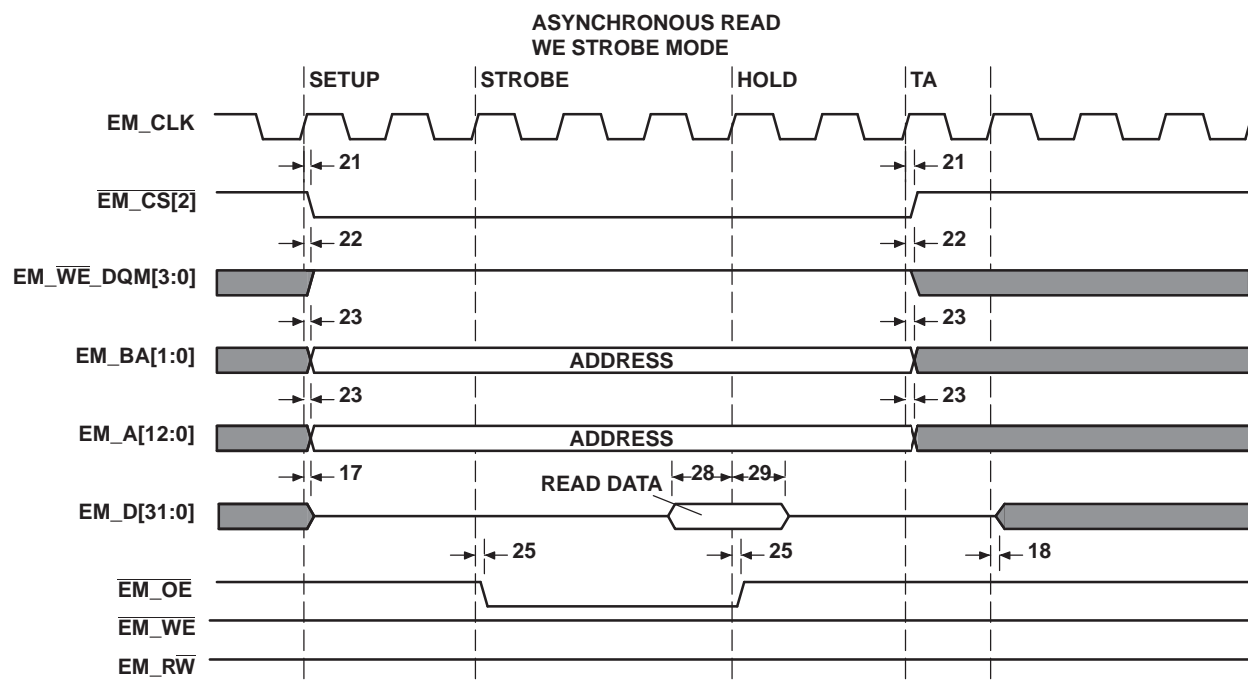 ASYNCHRONOUS READ
WE STROBE MODE
SETUP STROBE HOLD TA
EM_CLK
21 21
EM_CS[2]
22 22
EM_WE_DQM[3:0]
23 23
EM_BA[1:0] ADDRESS
23 23
EM_A[12:0] ADDRESS
17 28 29
READ DATA
EM_D[31:0]
25 25 18
EM_OE
EM_WE
EM_RW